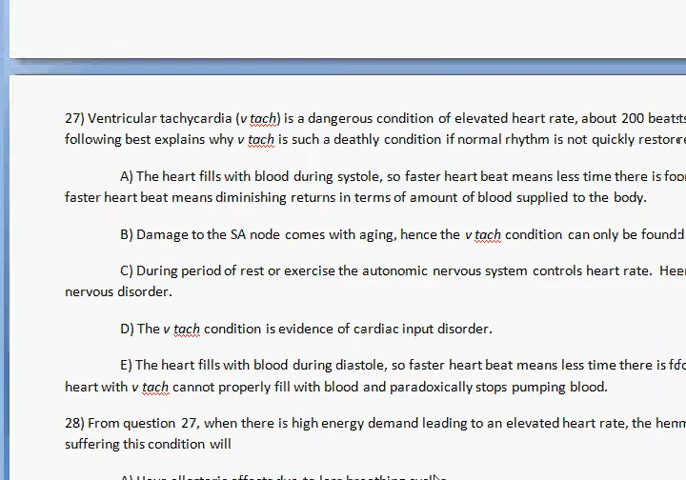 27) Ventricular tachycardia (v tach) is a dangerous condition of elevated heart rate, about 200
following best explains why v tach is such a deathly condition if normal rhythm is not quickly
A) The heart fills with blood during systole, so faster heart beat means less time there is
faster heart beat means diminishing returns in terms of amount of blood supplied to the body.
B) Damage to the SA node comes with aging, hence the v tach condition can only be found
C) During period of rest or exercise the autonomic nervous system controls heart rate.
nervous disorder.
D) The v tach condition is evidence of cardiac input disorder.
E) The heart fills with blood during diastole, so faster heart beat means less time there is
heart with v tach cannot properly fill with blood and paradoxically stops pumping blood.
28) From question 27, when there is high energy demand leading to an elevated heart rate, the
suffering this condition will